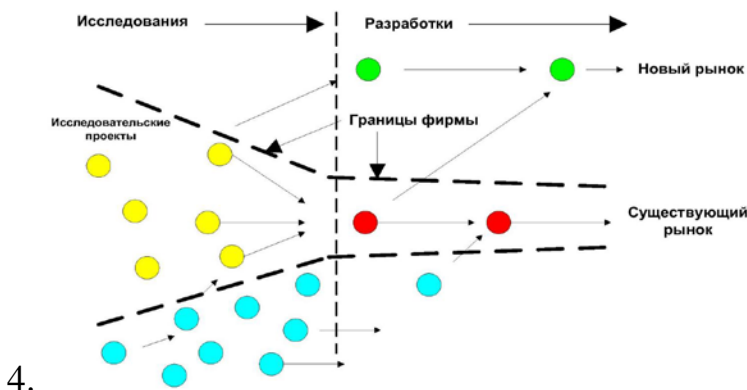 Исследования
Разработки
Новый рынок
Исследовательские
проекты
Границы фирмы
Существующий
рынок
4.